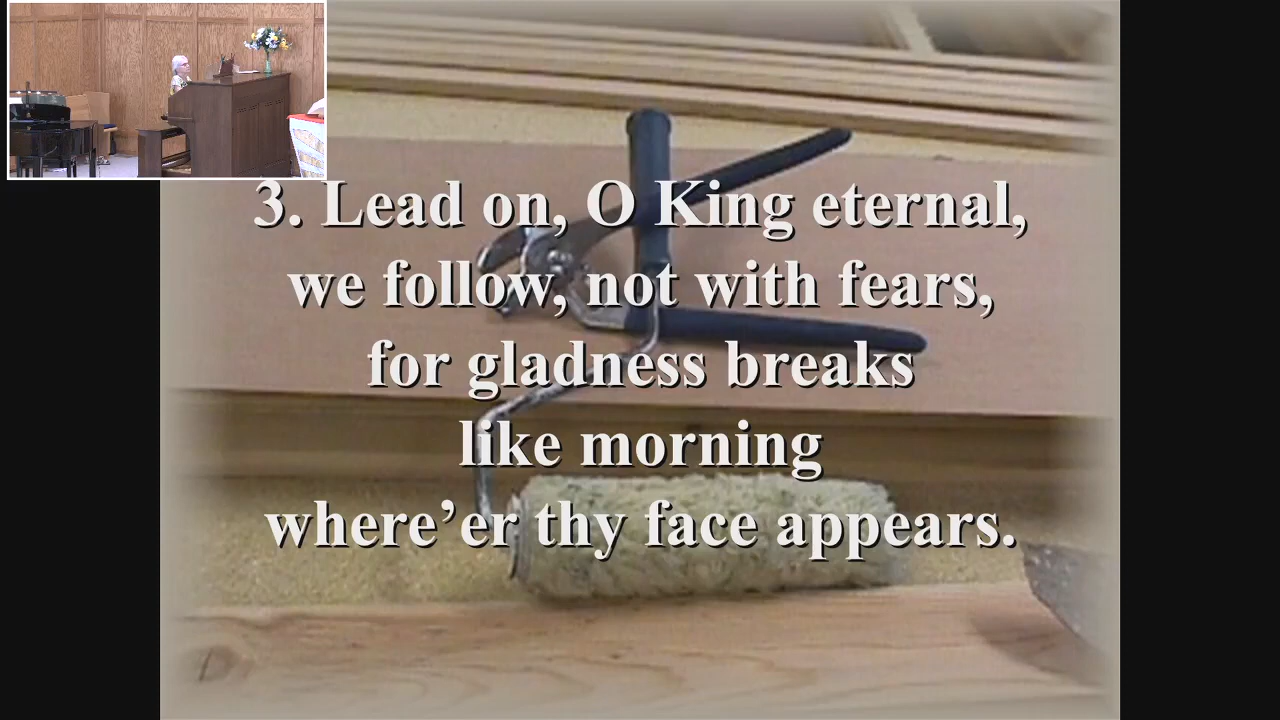 3. Lead on, O King eternal,
we follow, not with fears,
for gladness breaks
like morning
where’er thy face appears.